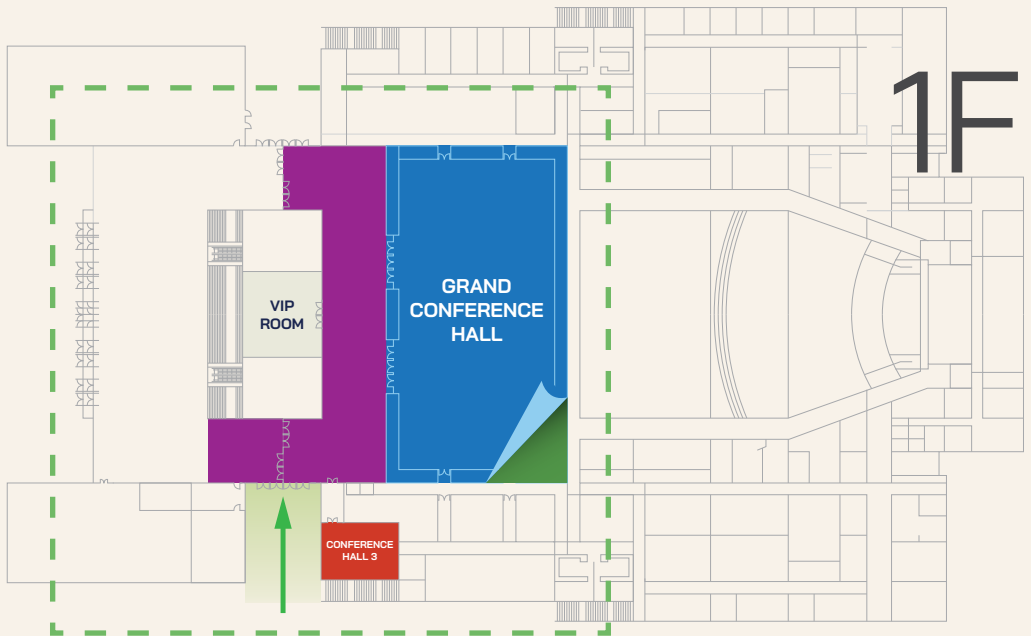 1F
VIP
ROOM
GRAND
CONFERENCE
HALL
CONFERENCE
HALL 3